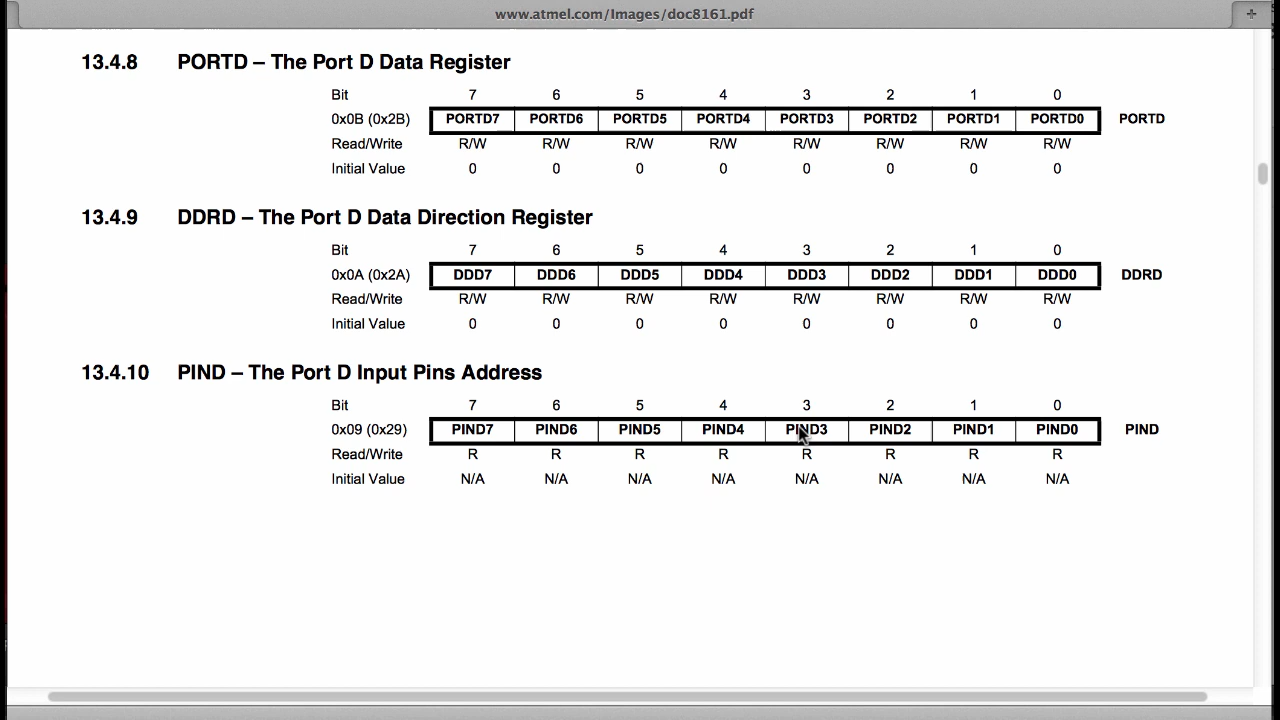 www.atmel.com/Images/doc8161.pdf +
13.4.8 PORTD – The Port D Data Register
Bit 7 6 5 4 3 2 1 0
0x0B (0x2B) PORTD7 PORTD6 PORTD5 PORTD4 PORTD3 PORTD2 PORTD1 PORTD0 PORTD
Read/Write R/W R/W R/W R/W R/W R/W R/W R/W
Initial Value 0 0 0 0 0 0 0 0
13.4.9 DDRD – The Port D Data Direction Register
Bit 7 6 5 4 3 2 1 0
0x0A (0x2A) DDD7 DDD6 DDD5 DDD4 DDD3 DDD2 DDD1 DDD0 DDRD
Read/Write R/W R/W R/W R/W R/W R/W R/W R/W
Initial Value 0 0 0 0 0 0 0 0
13.4.10 PIND – The Port D Input Pins Address
Bit 7 6 5 4 3 2 1 0
0x09 (0x29) PIND7 PIND6 PIND5 PIND4 PIND3 PIND2 PIND1 PIND0 PIND
Read/Write R R R R R R R R
Initial Value N/A N/A N/A N/A N/A N/A N/A N/A